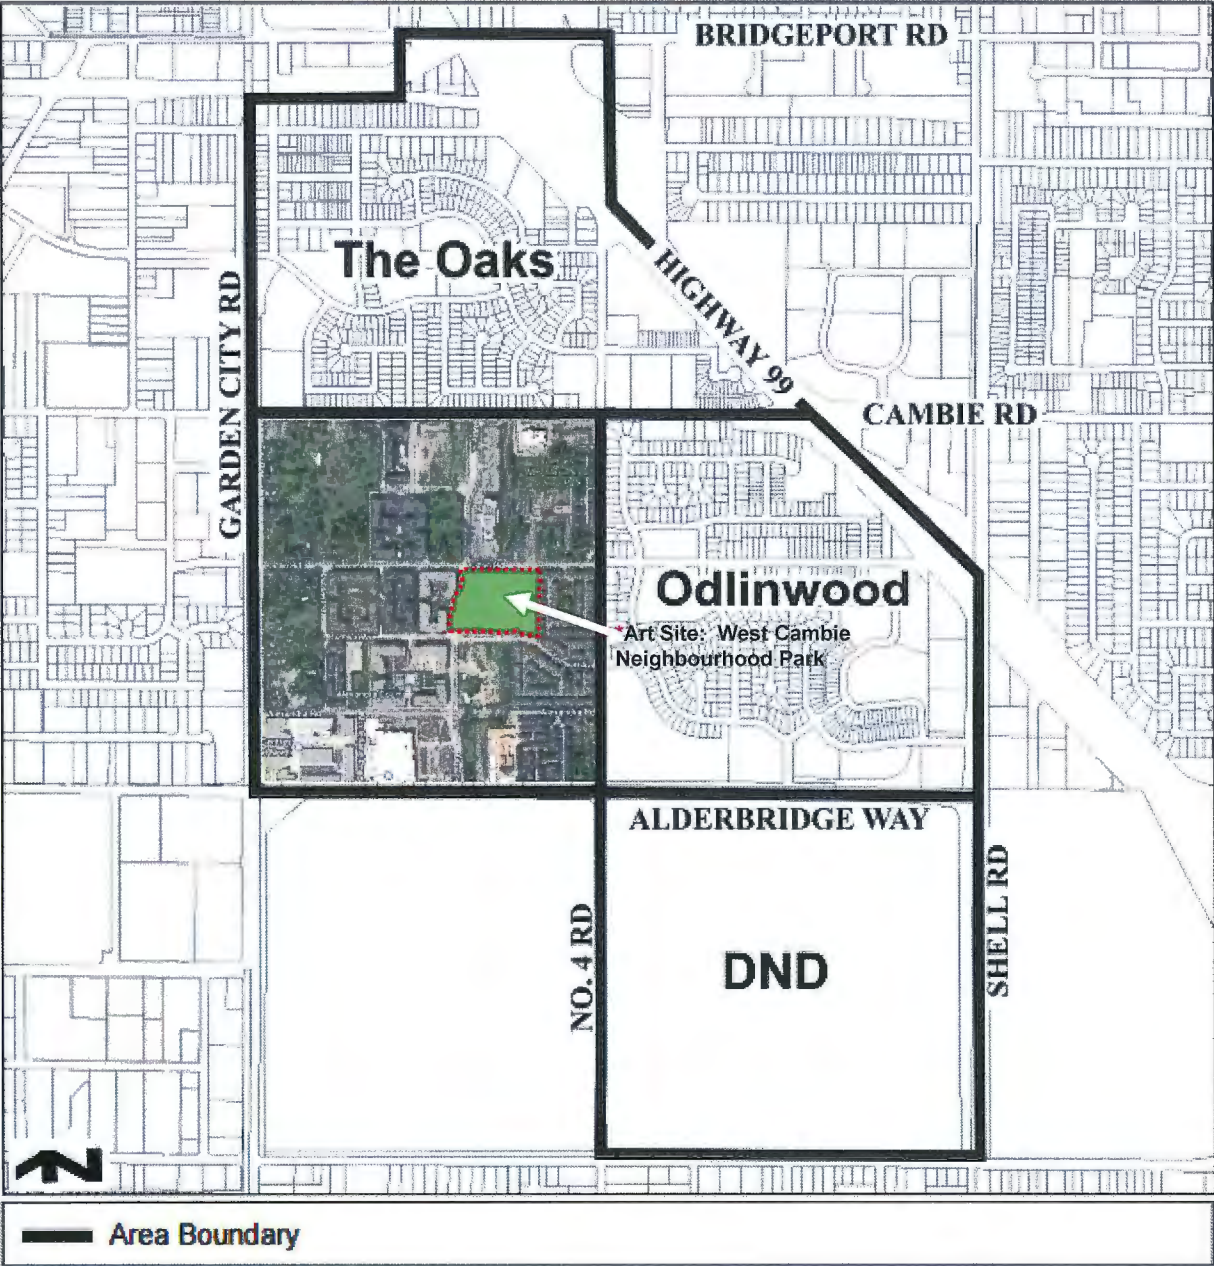 BRIDGEPORT RD
The Oaks
HIGHWAY 99
GARDEN CITY RD
CAMBIE RD
Odlinwood
*Art Site: West Cambie
Neighbourhood Park
ALDERBRIDGE WAY
NO. 4 RD
SHELL RD
DND
N
Area Boundary